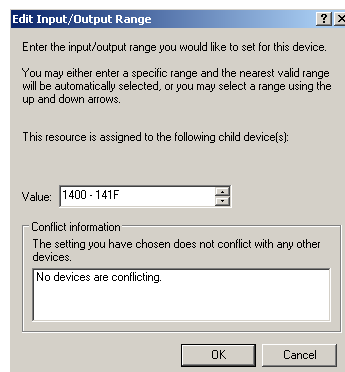 Edit Input/Output Range
Enter the input/output range you would like to set for this device.
You may either enter a specific range and the nearest valid range
will be automatically selected, or you may select a range using the
up and down arrows.
This resource is assigned to the following child device(s):
Value: 1400 - 141F
Conflict information
The setting you have chosen does not conflict with any other
devices.
No devices are conflicting.
OK Cancel